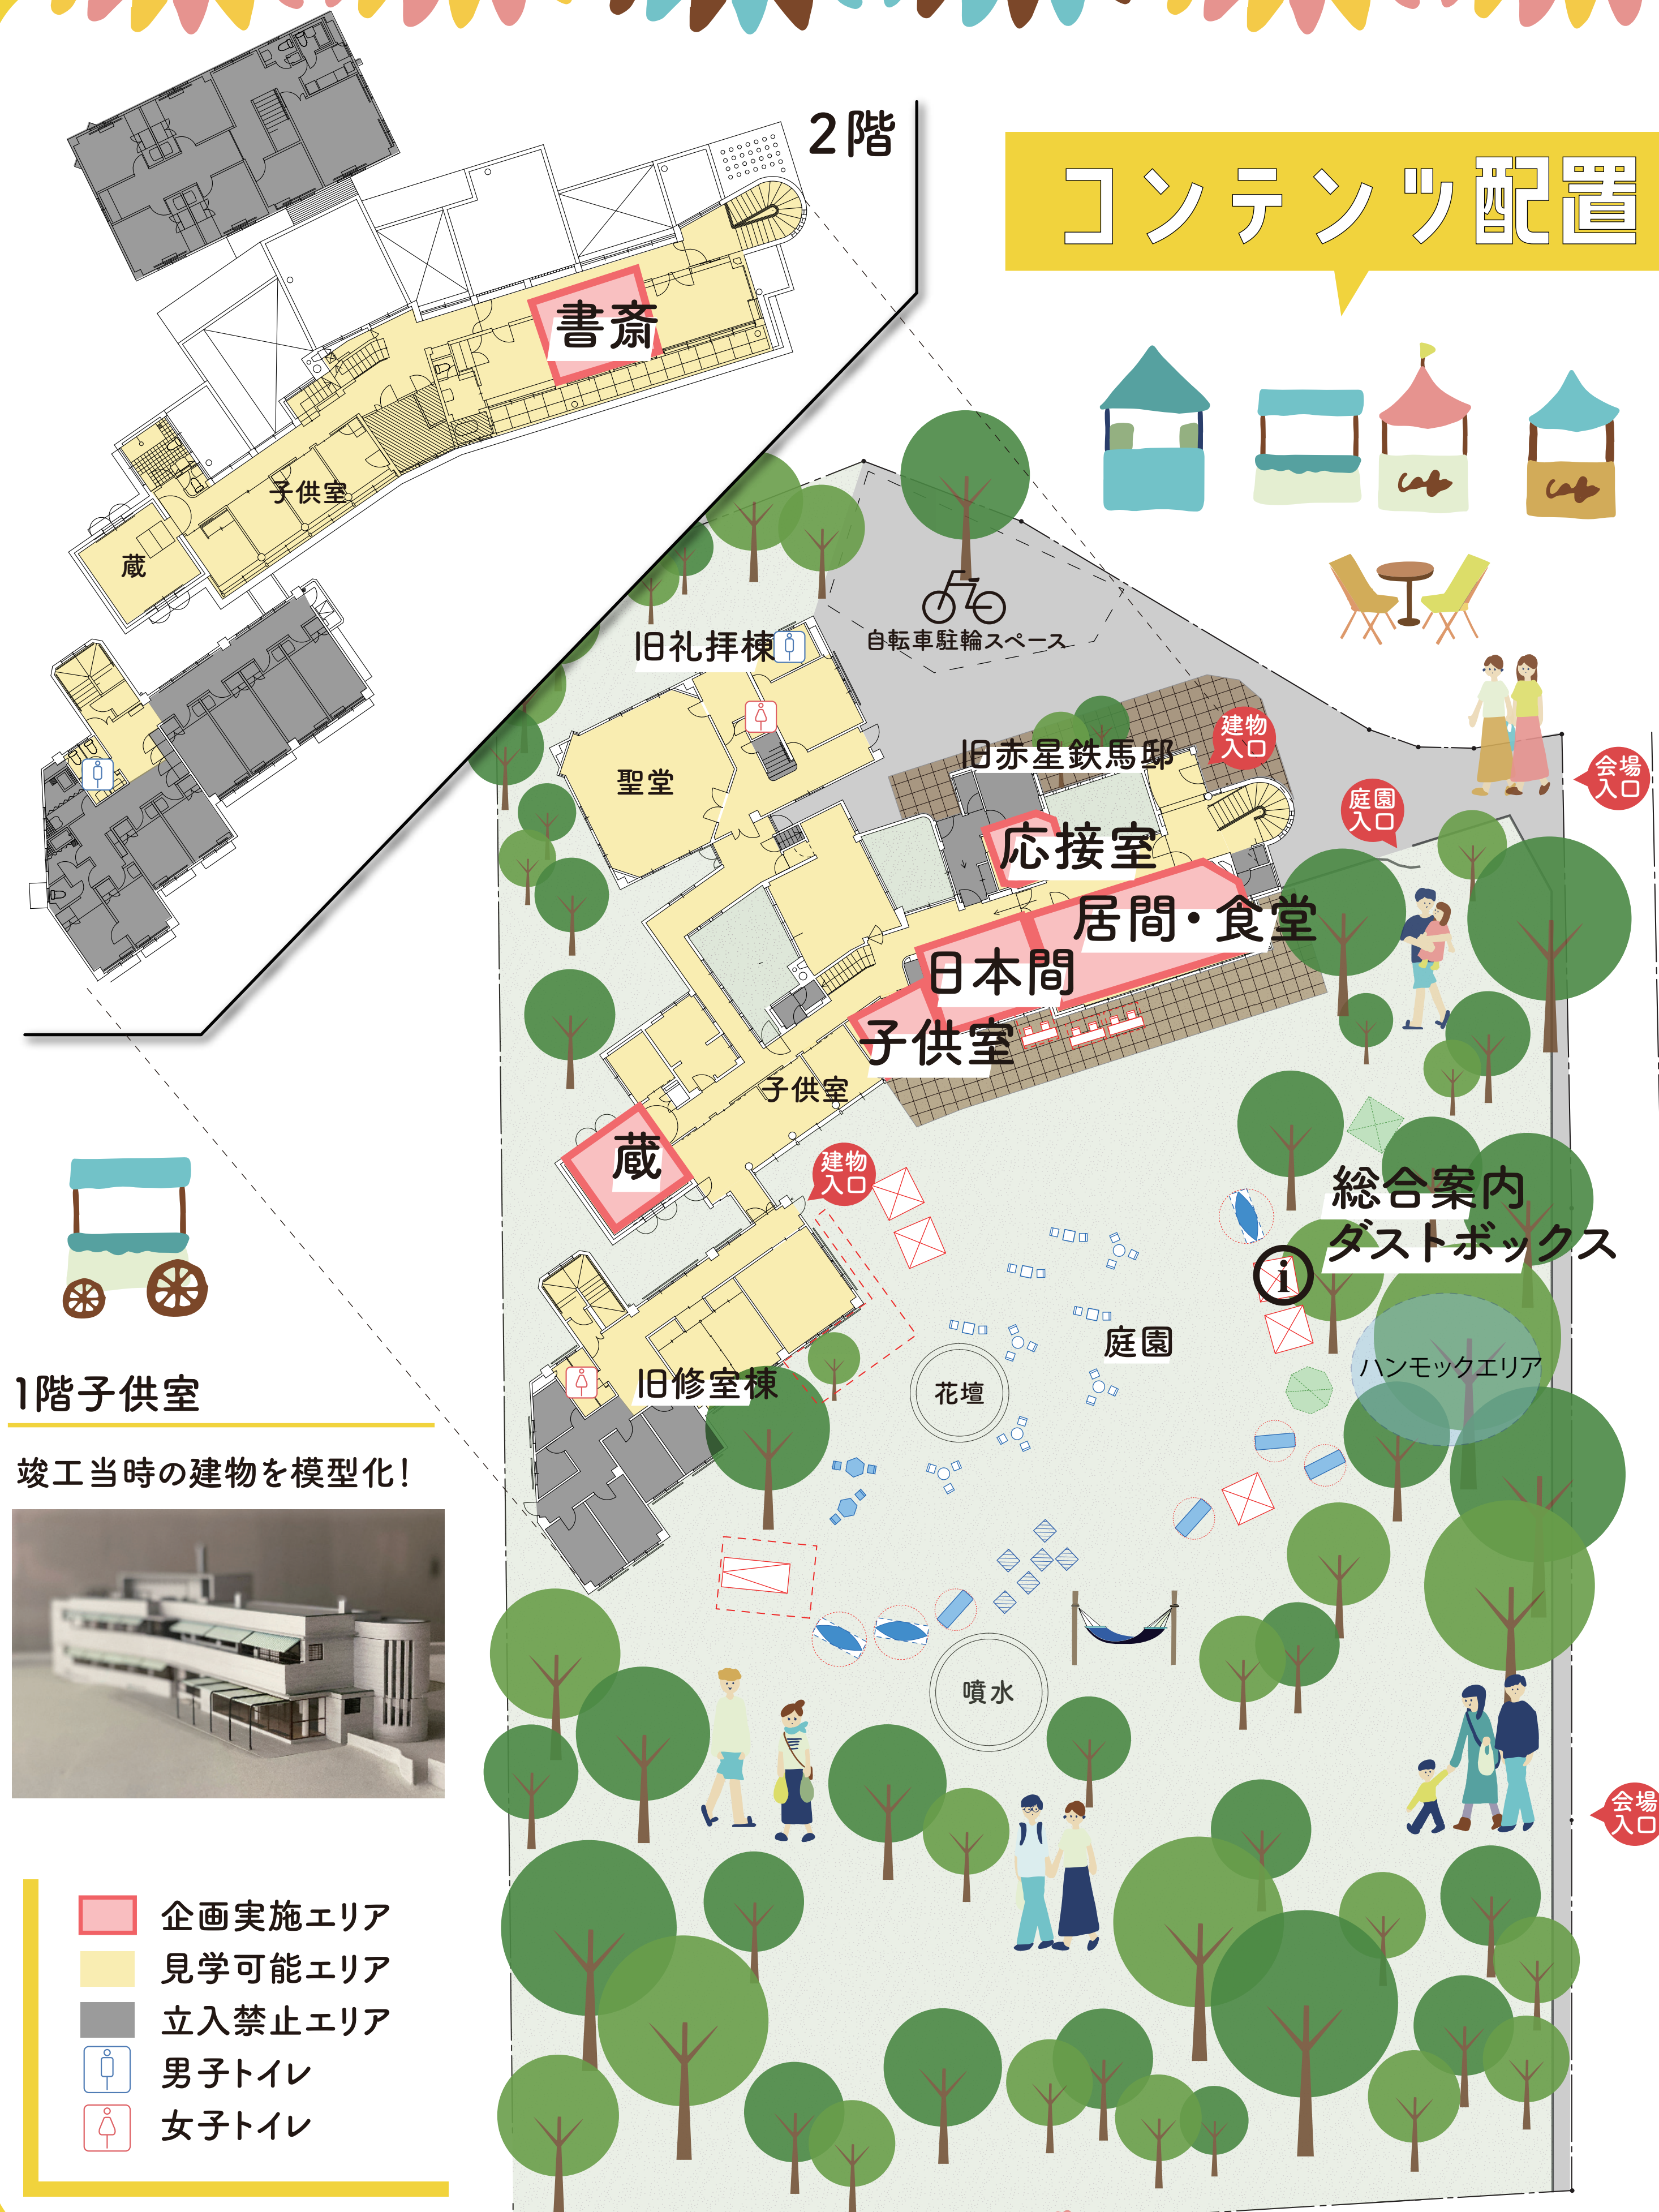 2階
コンテンツ配置
書斎
子供室
蔵
自転車駐輪スペース
旧礼拝棟
建物
入口
旧赤星鉄馬邸
会場
入口
聖堂
庭園
入口
応接室
居間・食堂
日本間
子供室
子供室
蔵
建物
入口
総合案内
ダストボックス
i
庭園
ハンモックエリア
旧修室棟
花壇
1階子供室
竣工当時の建物を模型化!
噴水
会場
入口
企画実施エリア
見学可能エリア
立入禁止エリア
男子トイレ
女子トイレ